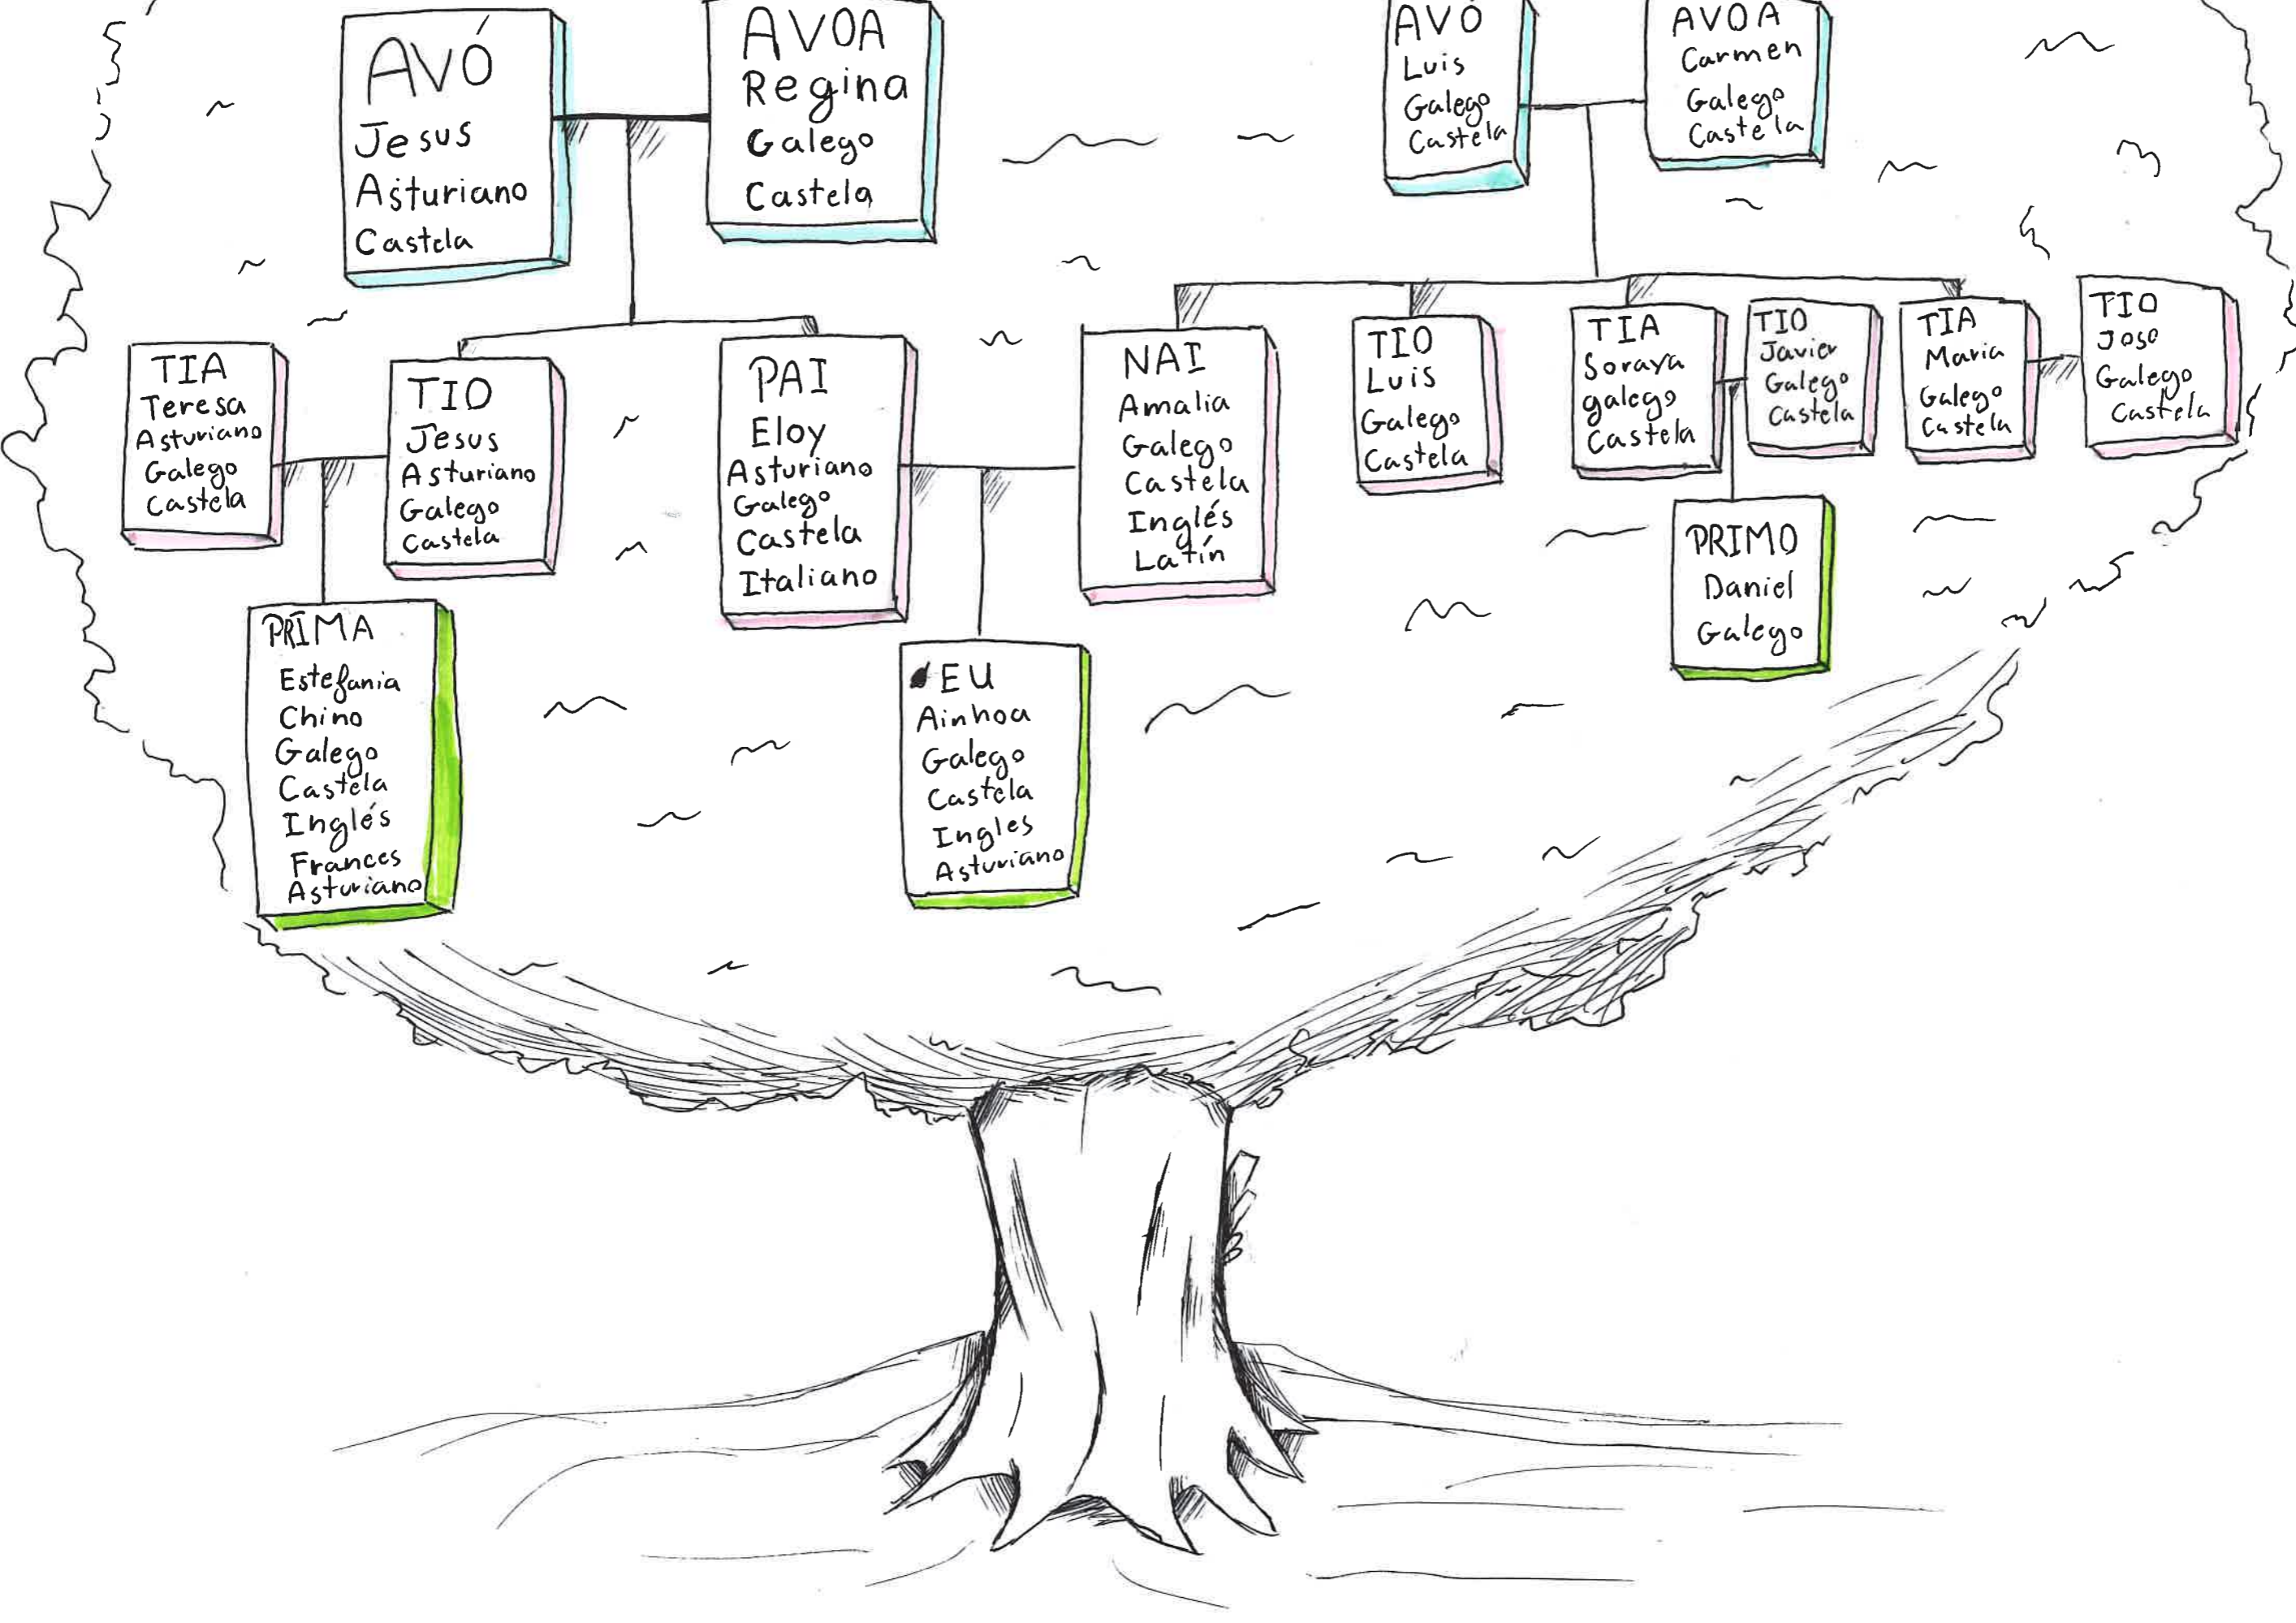 AVÓ
Jesus
Asturiano
Castela
AVOA
Regina
Galego
Castela
AVÓ
Luis
Galego
Castela
AVOA
Carmen
Galego
Castela
TIA
Teresa
Asturiano
Galego
Castela
TIO
Jesus
Asturiano
Galego
Castela
PAI
Eloy
Asturiano
Galego
Castela
Italiano
NAI
Amalia
Galego
Castela
Inglés
Latín
TIO
Luis
Galego
Castela
TIA
Soraya
galego
Castela
TIO
Javier
Galego
Castela
TIA
Maria
Galego
Castela
TIO
Jose
Galego
Castela
PRIMA
Estefania
Chino
Galego
Castela
Inglés
Frances
Asturiano
EU
Ainhoa
Galego
Castela
Ingles
Asturiano
PRIMO
Daniel
Galego